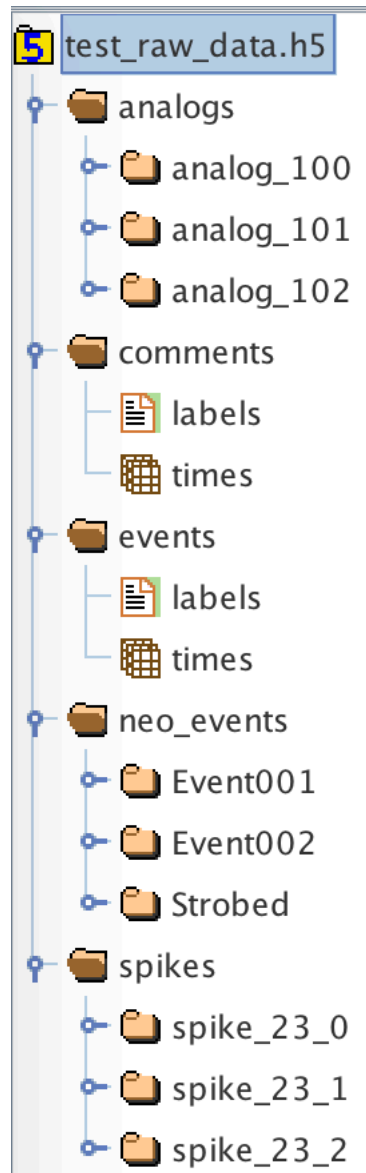 5 test_raw_data.h5
analogs
analog_100
analog_101
analog_102
comments
labels
times
events
labels
times
neo_events
Event001
Event002
Strobed
spikes
spike_23_0
spike_23_1
spike_23_2